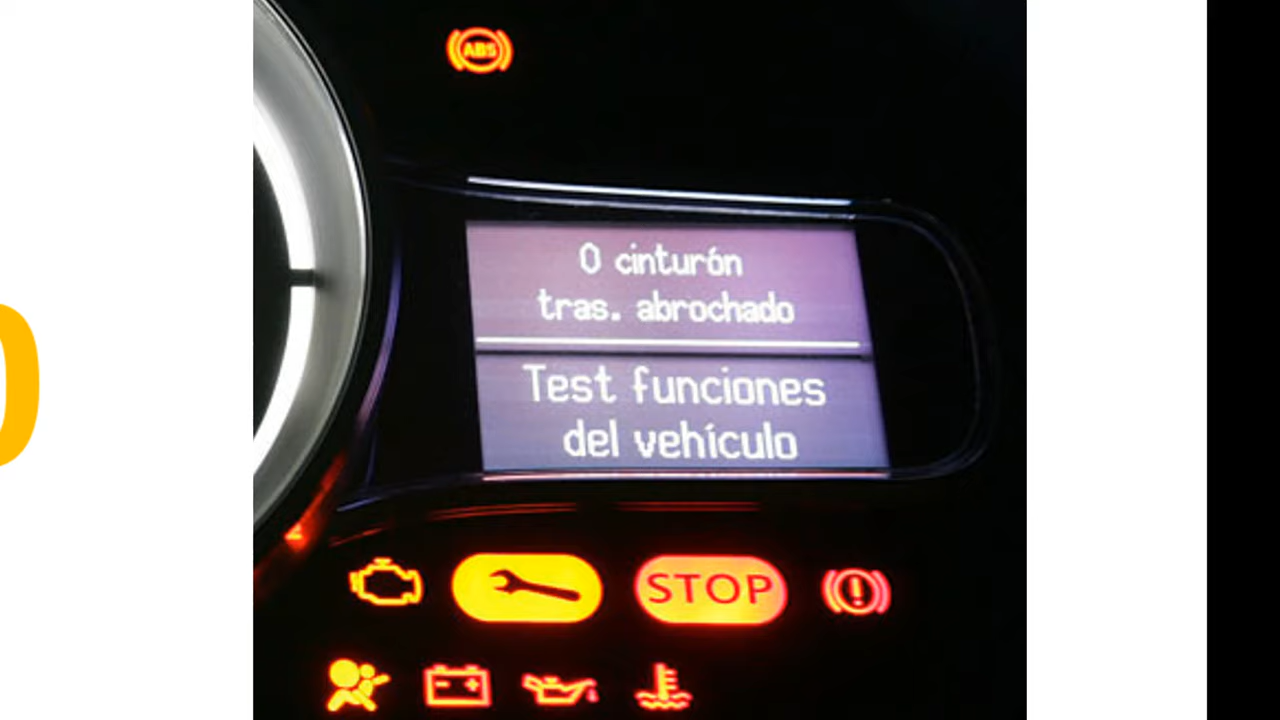 ABS
0 cinturón
tras. abrochado
Test funciones
del vehículo
STOP